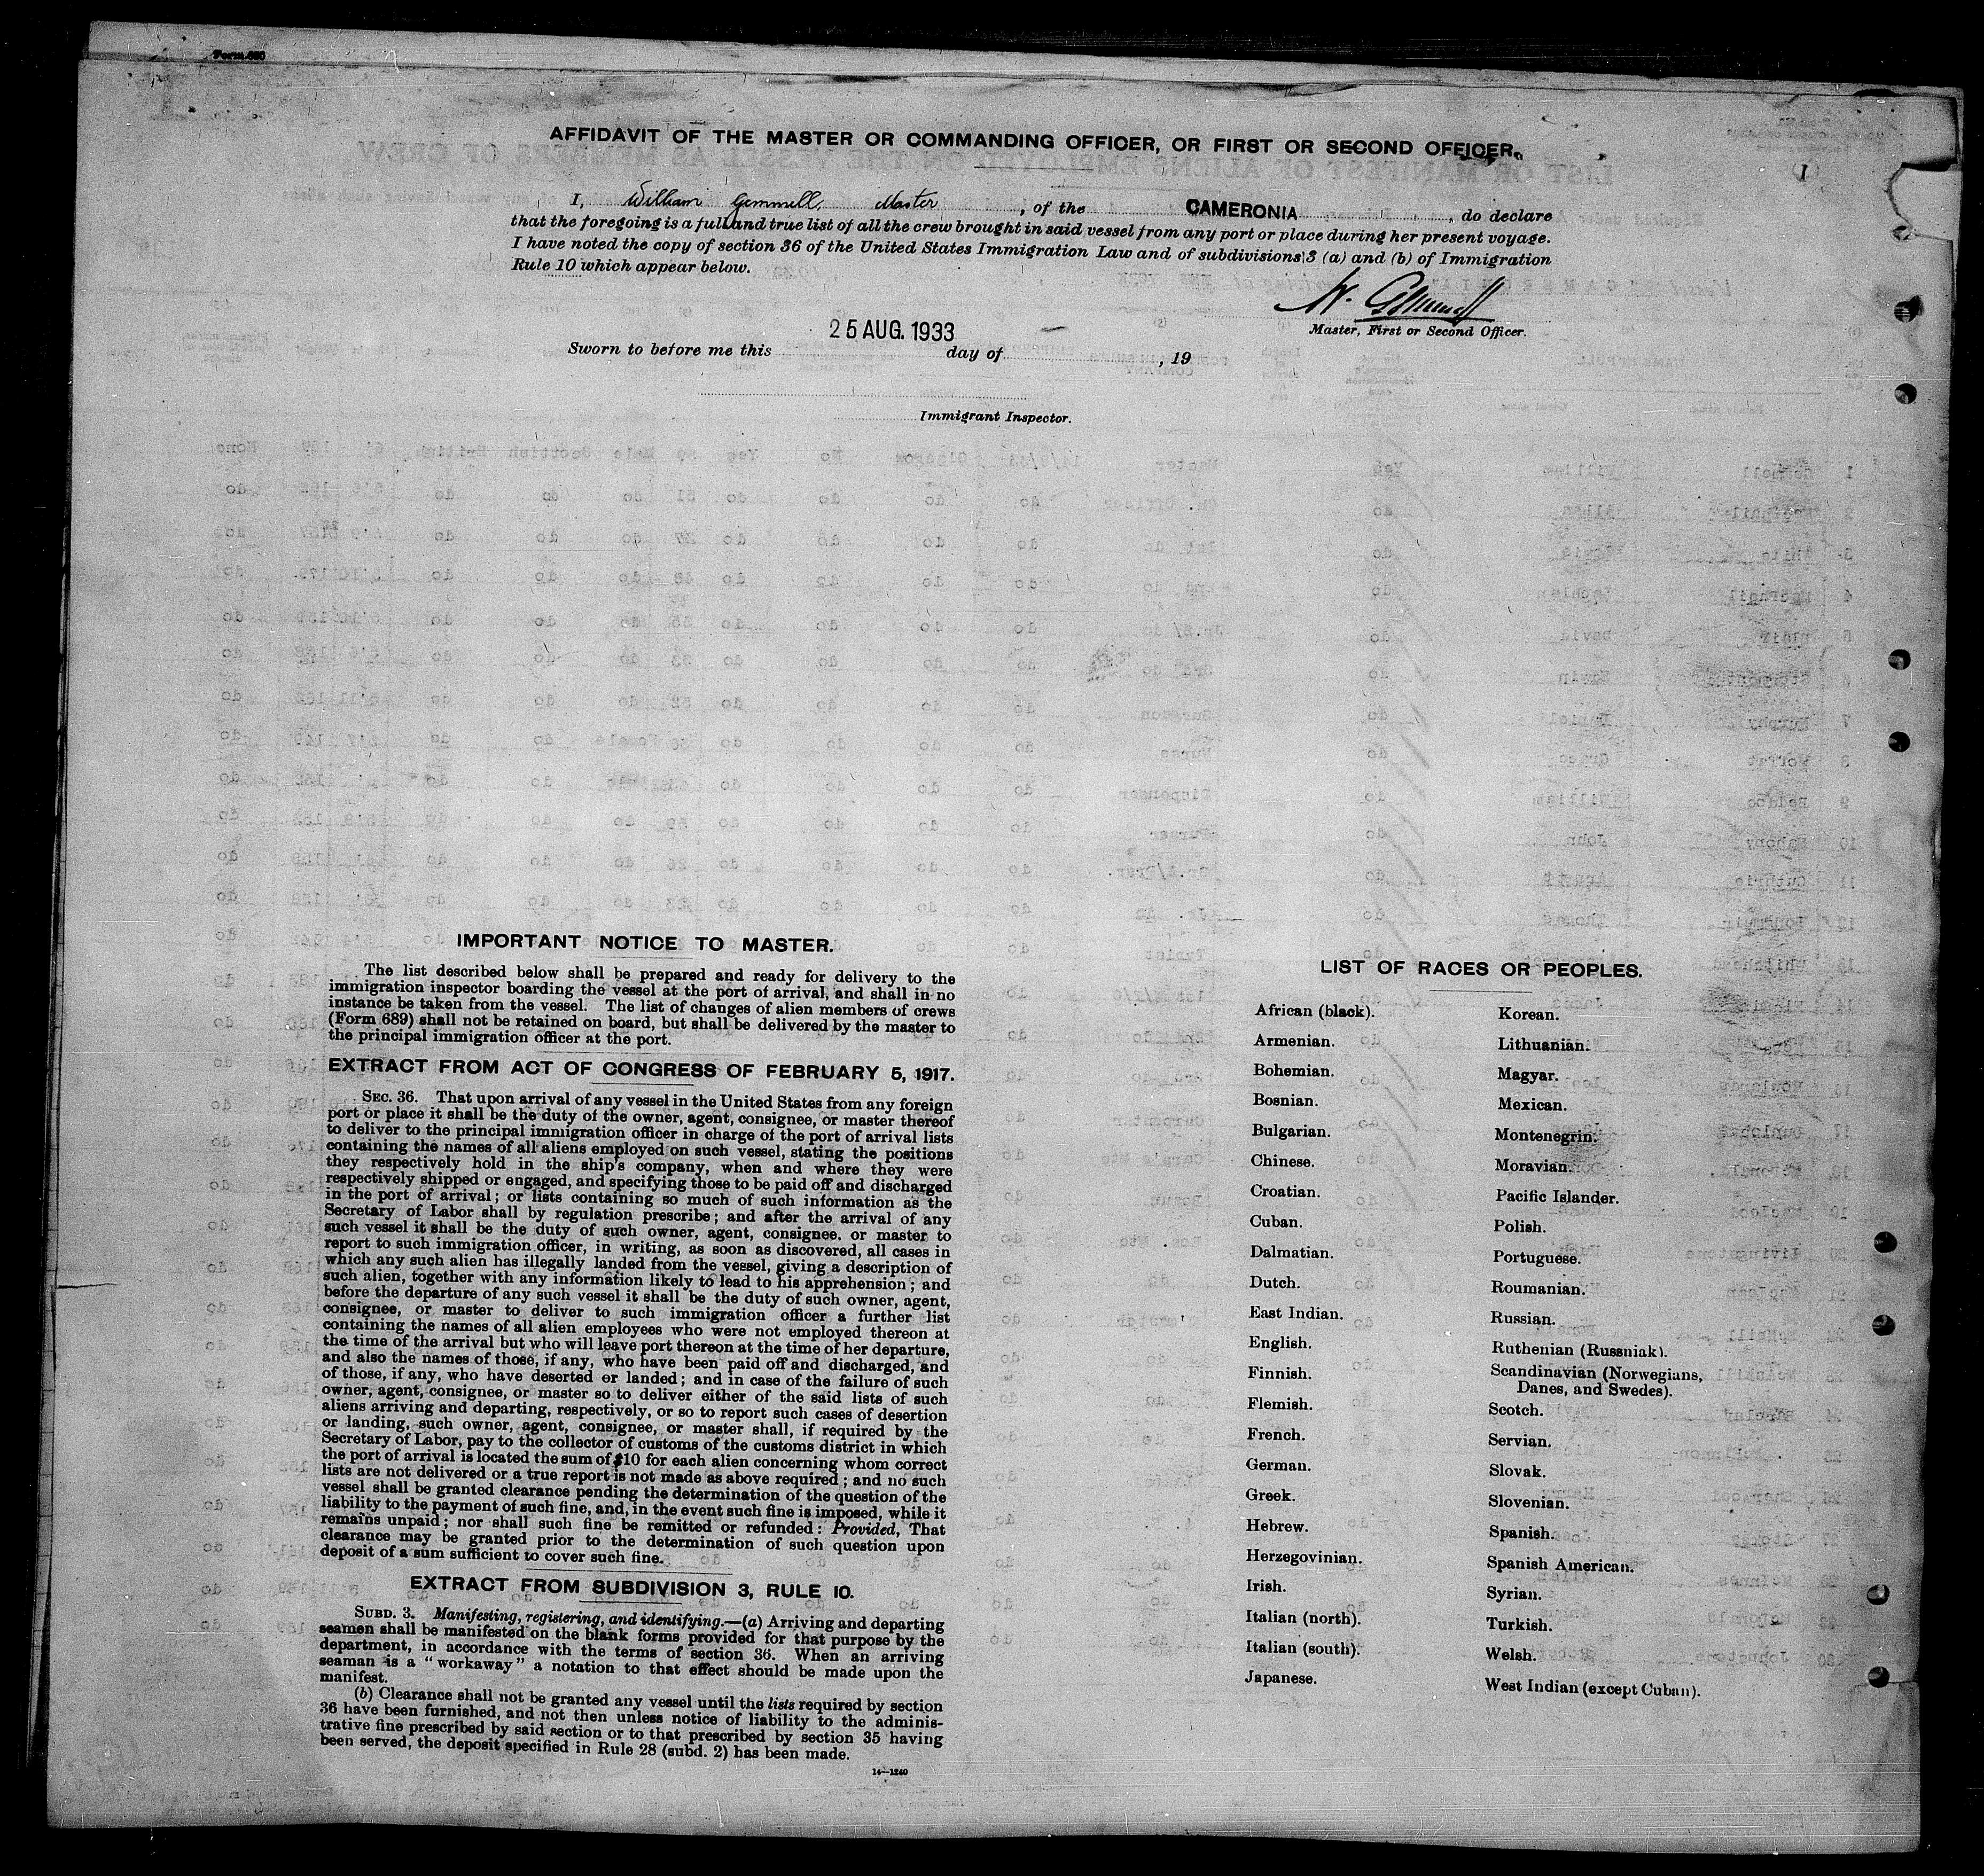 Form 680
AFFIDAVIT OF THE MASTER OR COMMANDING OFFICER, OR FIRST OR SECOND OFFICER.
I, William Gemmell, Master, of the CAMERONIA, do declare
that the foregoing is a full and true list of all the crew brought in said vessel from any port or place during her present voyage.
I have noted the copy of section 36 of the United States Immigration Law and of subdivisions 3 (a) and (b) of Immigration
Rule 10 which appear below.
W. Gemmell
Master, First or Second Officer.
25 AUG. 1933
Sworn to before me this day of , 19
Immigrant Inspector.
IMPORTANT NOTICE TO MASTER.
The list described below shall be prepared and ready for delivery to the
immigration inspector boarding the vessel at the port of arrival, and shall in no
instance be taken from the vessel. The list of changes of alien members of crews
(Form 689) shall not be retained on board, but shall be delivered by the master to
the principal immigration officer at the port.
EXTRACT FROM ACT OF CONGRESS OF FEBRUARY 5, 1917.
SEC. 36. That upon arrival of any vessel in the United States from any foreign
port or place it shall be the duty of the owner, agent, consignee, or master thereof
to deliver to the principal immigration officer in charge of the port of arrival lists
containing the names of all aliens employed on such vessel, stating the positions
they respectively hold in the ship's company, when and where they were
respectively shipped or engaged, and specifying those to be paid off and discharged
in the port of arrival; or lists containing so much of such information as the
Secretary of Labor shall by regulation prescribe; and after the arrival of any
such vessel it shall be the duty of such owner, agent, consignee, or master to
report to such immigration officer, in writing, as soon as discovered, all cases in
which any such alien has illegally landed from the vessel, giving a description of
such alien, together with any information likely to lead to his apprehension; and
before the departure of any such vessel it shall be the duty of such owner, agent,
consignee, or master to deliver to such immigration officer a further list
containing the names of all alien employees who were not employed thereon at
the time of the arrival but who will leave port thereon at the time of her departure,
and also the names of those, if any, who have been paid off and discharged, and
of those, if any, who have deserted or landed; and in case of the failure of such
owner, agent, consignee, or master so to deliver either of the said lists of such
aliens arriving and departing, respectively, or so to report such cases of desertion
or landing, such owner, agent, consignee, or master shall, if required by the
Secretary of Labor, pay to the collector of customs of the customs district in which
the port of arrival is located the sum of $10 for each alien concerning whom correct
lists are not delivered or a true report is not made as above required; and no such
vessel shall be granted clearance pending the determination of the question of the
liability to the payment of such fine, and, in the event such fine is imposed, while it
remains unpaid; nor shall such fine be remitted or refunded: Provided, That
clearance may be granted prior to the determination of such question upon
deposit of a sum sufficient to cover such fine.
EXTRACT FROM SUBDIVISION 3, RULE 10.
SUBD. 3. Manifesting, registering, and identifying.—(a) Arriving and departing
seamen shall be manifested on the blank forms provided for that purpose by the
department, in accordance with the terms of section 36. When an arriving
seaman is a "workaway" a notation to that effect should be made upon the
manifest.
(b) Clearance shall not be granted any vessel until the lists required by section
36 have been furnished, and not then unless notice of liability to the adminis-
trative fine prescribed by said section or to that prescribed by section 35 having
been served, the deposit specified in Rule 28 (subd. 2) has been made.
14—1240
LIST OF RACES OR PEOPLES.
African (black).
Armenian.
Bohemian.
Bosnian.
Bulgarian.
Chinese.
Croatian.
Cuban.
Dalmatian.
Dutch.
East Indian.
English.
Finnish.
Flemish.
French.
German.
Greek.
Hebrew.
Herzegovinian.
Irish.
Italian (north).
Italian (south).
Japanese.
Korean.
Lithuanian.
Magyar.
Mexican.
Montenegrin.
Moravian.
Pacific Islander.
Polish.
Portuguese.
Roumanian.
Russian.
Ruthenian (Russniak).
Scandinavian (Norwegians,
Danes, and Swedes).
Scotch.
Servian.
Slovak.
Slovenian.
Spanish.
Spanish American.
Syrian.
Turkish.
Welsh.
West Indian (except Cuban).